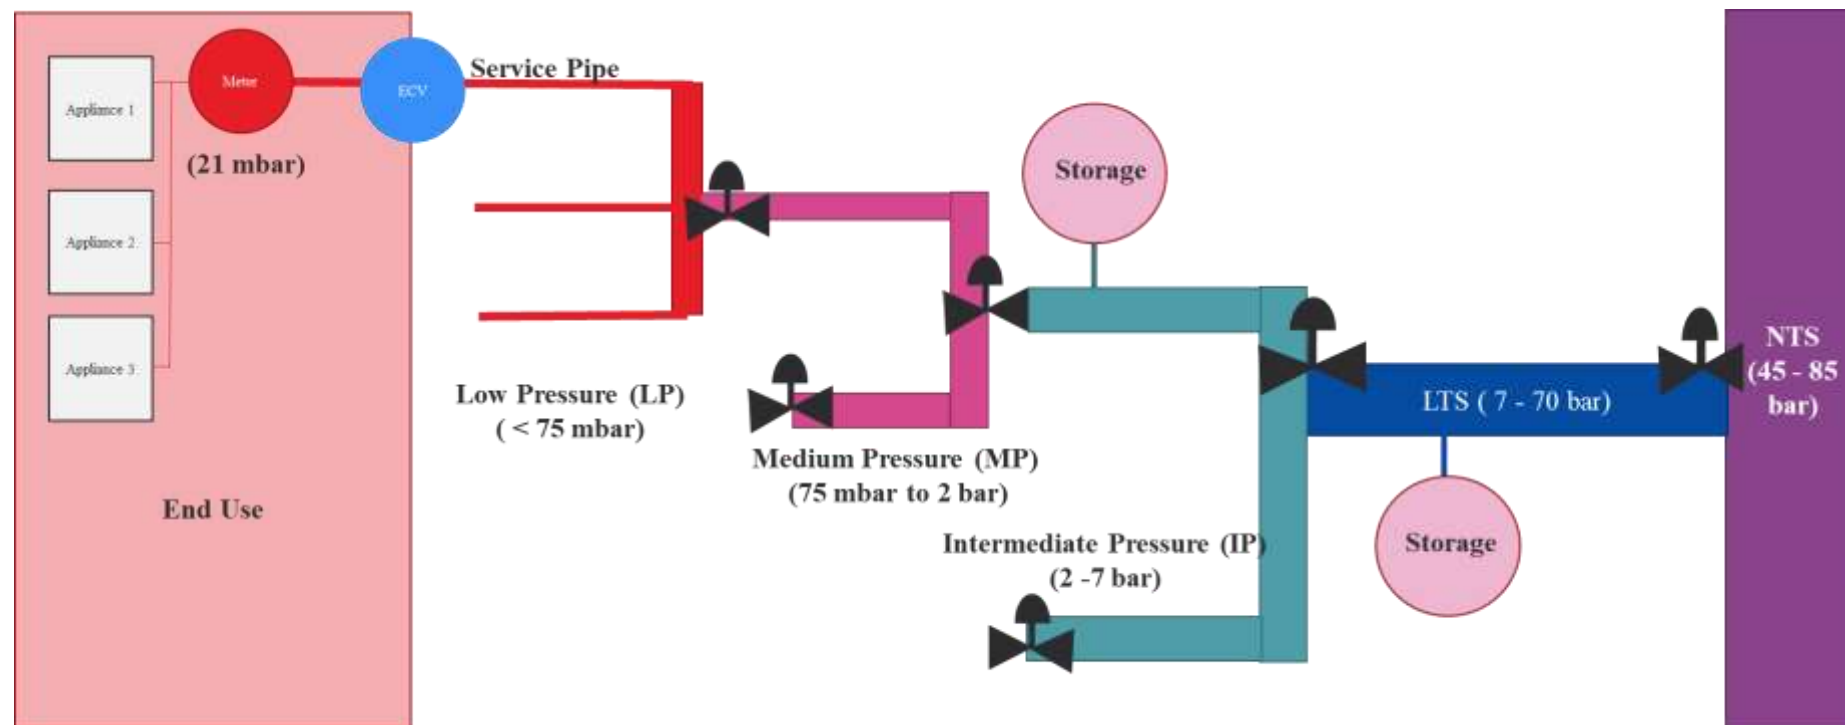 Appliance 1
Meter
(21 mbar)
Appliance 2
Appliance 3
End Use
ECV
Service Pipe
Low Pressure (LP)
( < 75 mbar)
Medium Pressure (MP)
(75 mbar to 2 bar)
Storage
Intermediate Pressure (IP)
(2 -7 bar)
LTS ( 7 - 70 bar)
Storage
NTS
(45 - 85
bar)